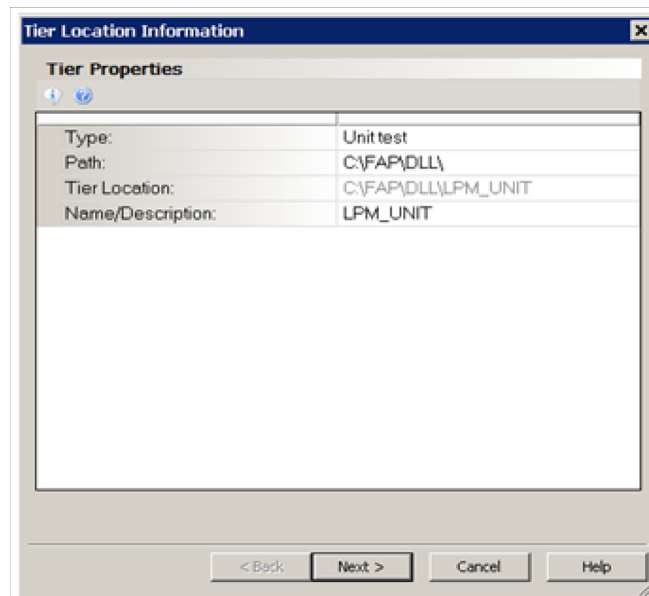 Tier Location Information
Tier Properties
Type: Unit test
Path: C:\FAP\DLL\
Tier Location: C:\FAP\DLL\LPM_UNIT
Name/Description: LPM_UNIT
< Back Next > Cancel Help